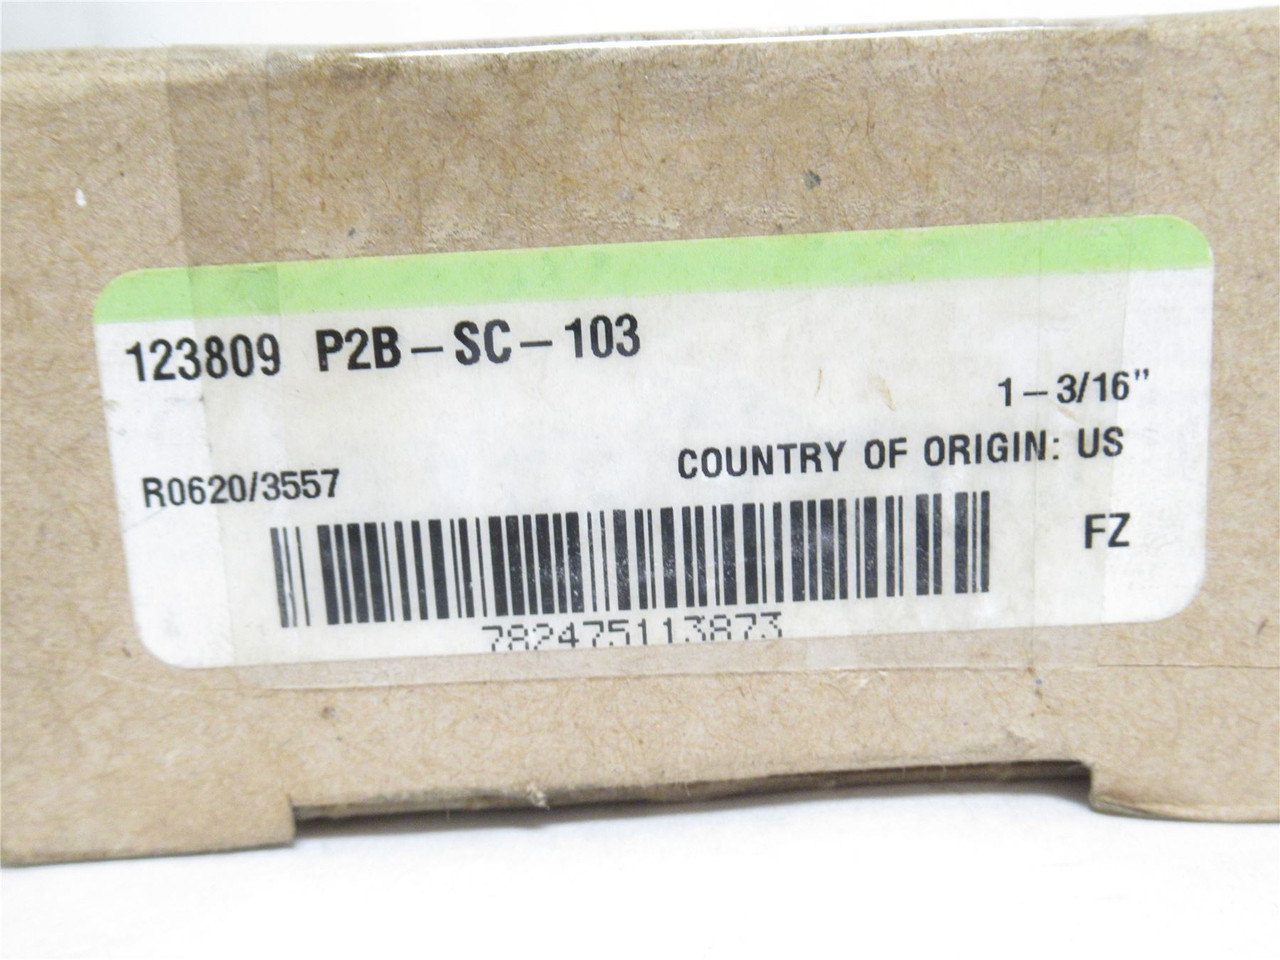 123809 P2B-SC-103
1-3/16"
COUNTRY OF ORIGIN: US
R0620/3557
FZ
782475113873